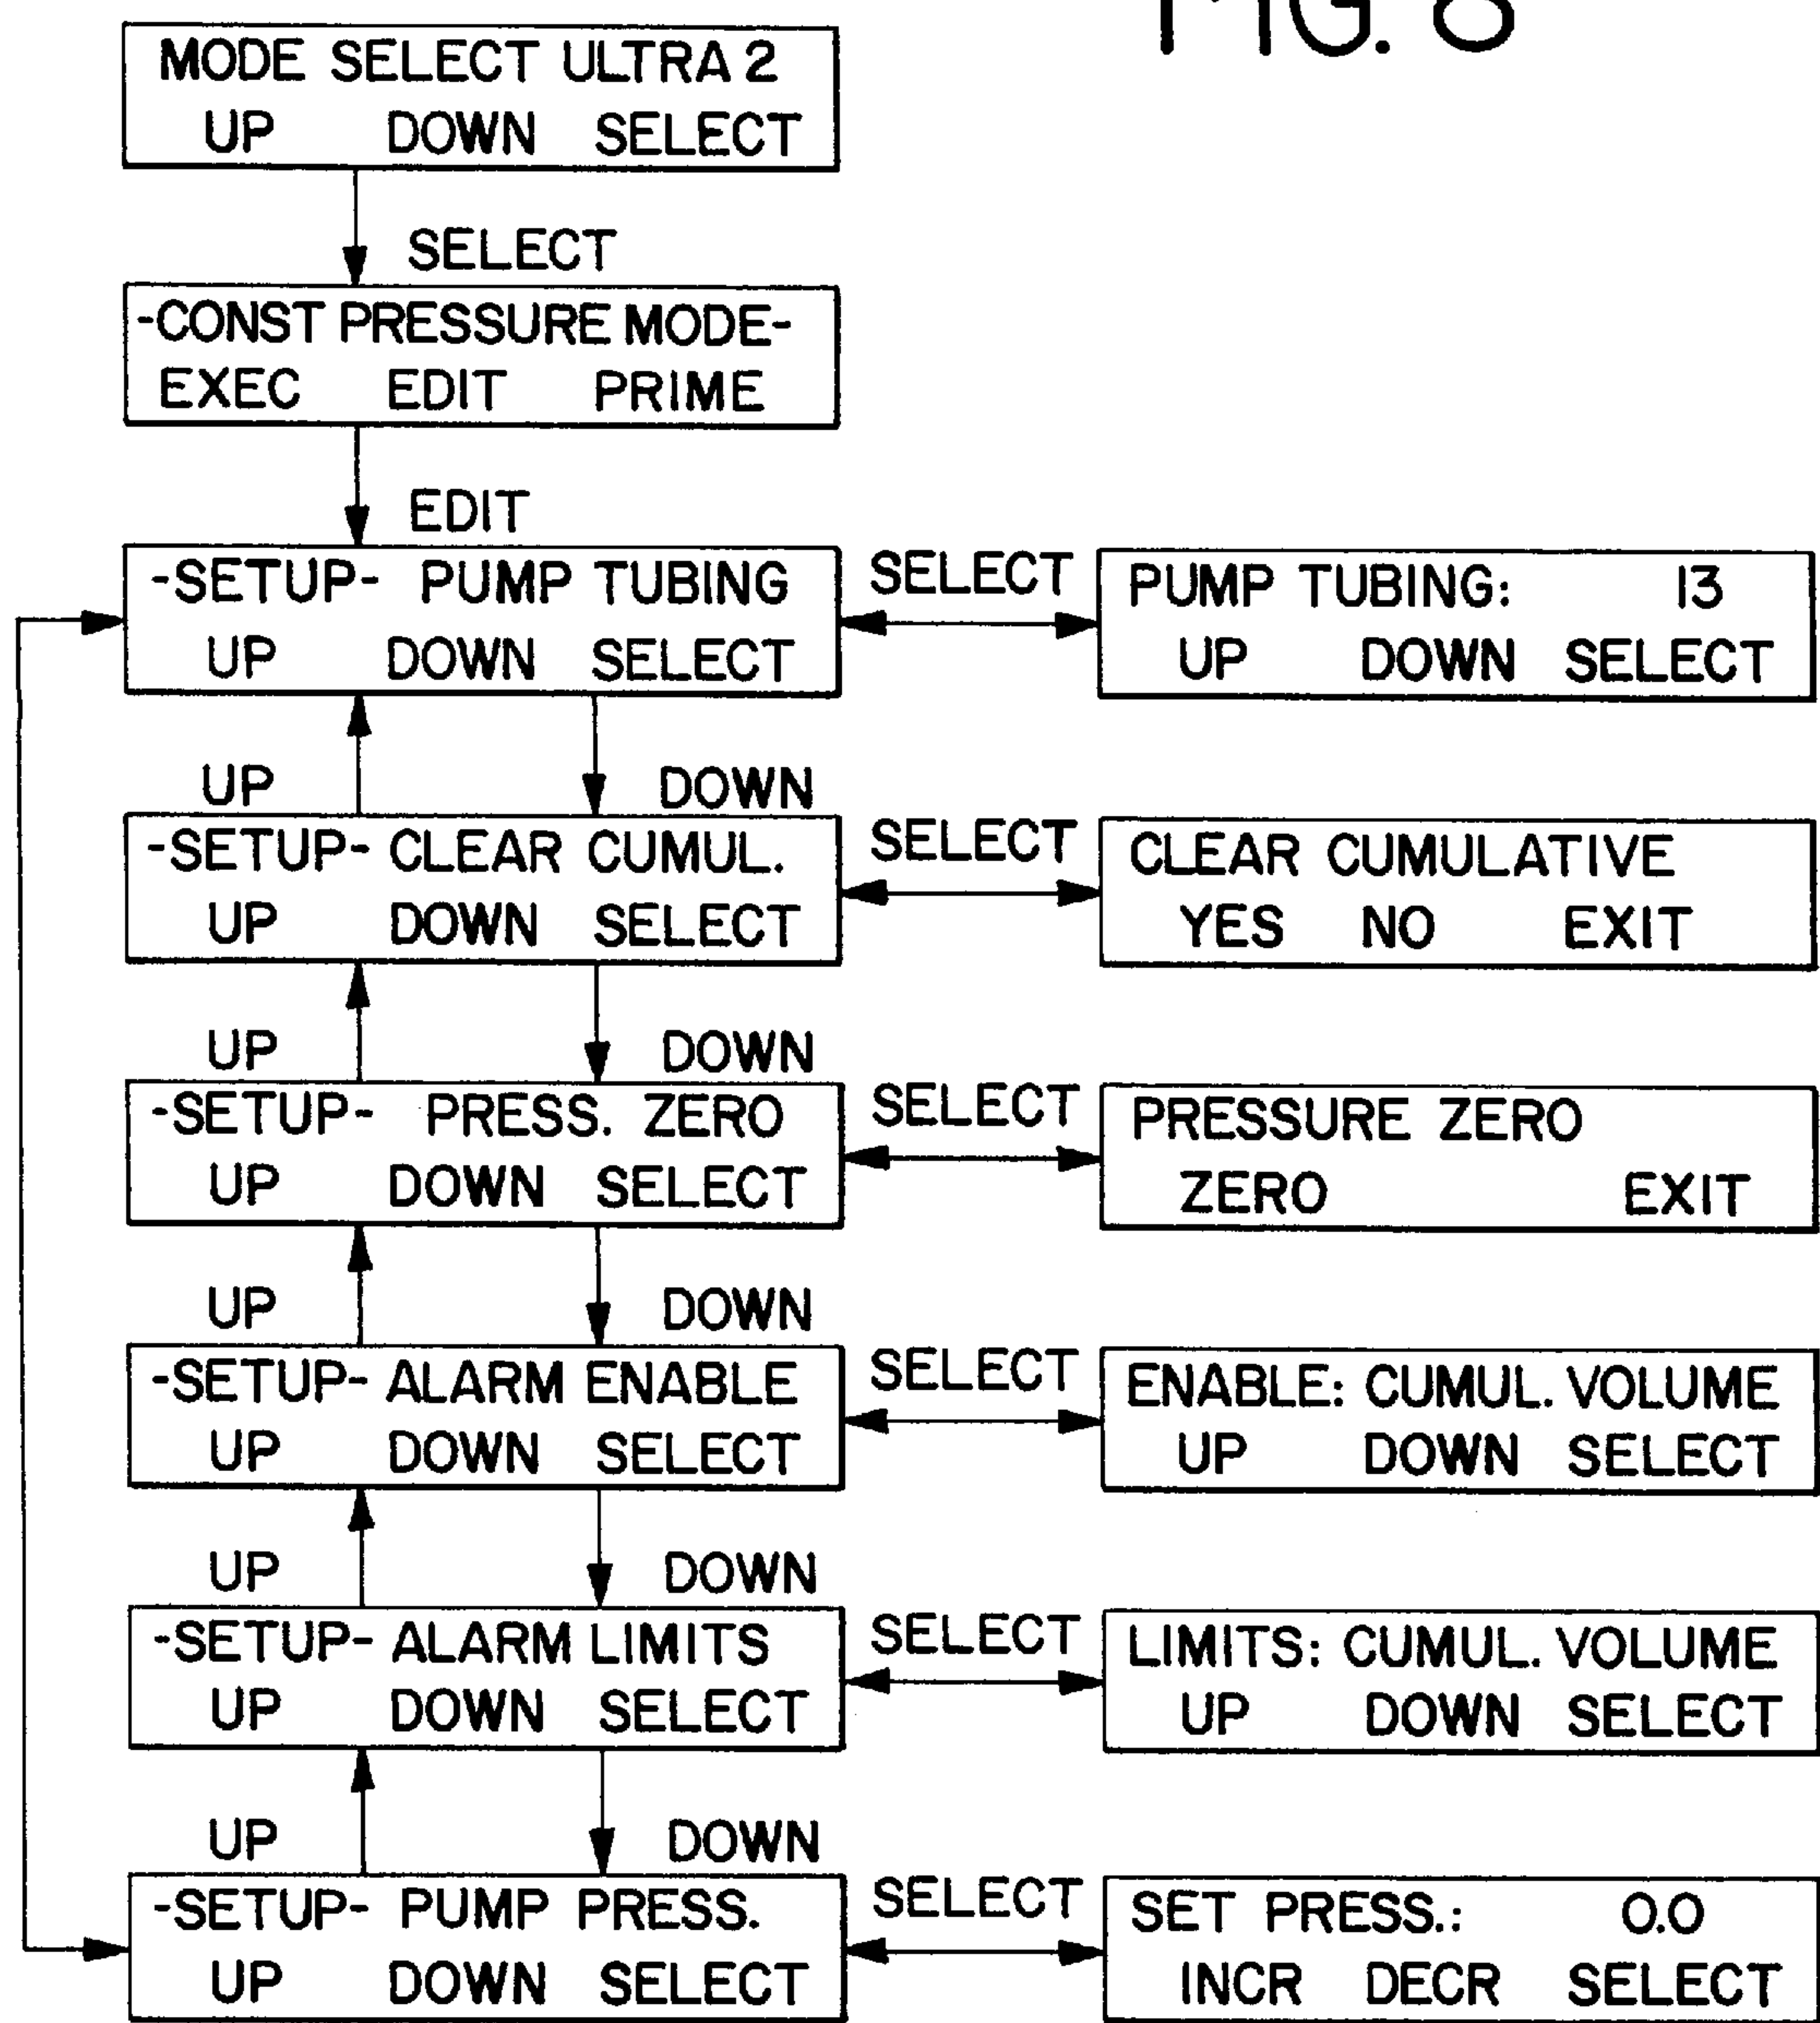 FIG. 8
MODE SELECT ULTRA 2
UP DOWN SELECT
SELECT
-CONST PRESSURE MODE-
EXEC EDIT PRIME
EDIT
-SETUP- PUMP TUBING
UP DOWN SELECT
SELECT
PUMP TUBING: 13
UP DOWN SELECT
UP DOWN
-SETUP- CLEAR CUMUL.
UP DOWN SELECT
SELECT
CLEAR CUMULATIVE
YES NO EXIT
UP DOWN
-SETUP- PRESS. ZERO
UP DOWN SELECT
SELECT
PRESSURE ZERO
ZERO EXIT
UP DOWN
-SETUP- ALARM ENABLE
UP DOWN SELECT
SELECT
ENABLE: CUMUL. VOLUME
UP DOWN SELECT
UP DOWN
-SETUP- ALARM LIMITS
UP DOWN SELECT
SELECT
LIMITS: CUMUL. VOLUME
UP DOWN SELECT
UP DOWN
-SETUP- PUMP PRESS.
UP DOWN SELECT
SELECT
SET PRESS.: 0.0
INCR DECR SELECT